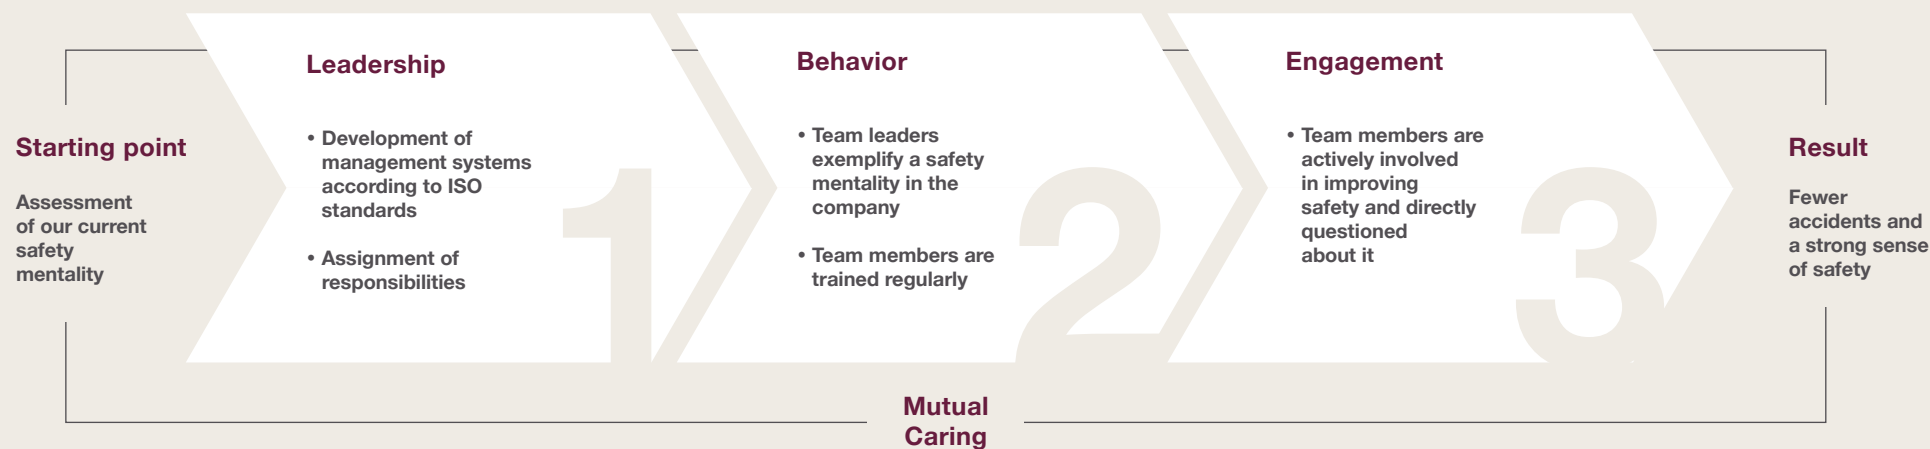 Starting point
Assessment
of our current
safety
mentality
Leadership
• Development of
management systems
according to ISO
standards
• Assignment of
responsibilities
1
Behavior
• Team leaders
exemplify a safety
mentality in the
company
• Team members are
trained regularly
2
Engagement
• Team members are
actively involved
in improving
safety and directly
questioned
about it
3
Result
Fewer
accidents and
a strong sense
of safety
Mutual
Caring